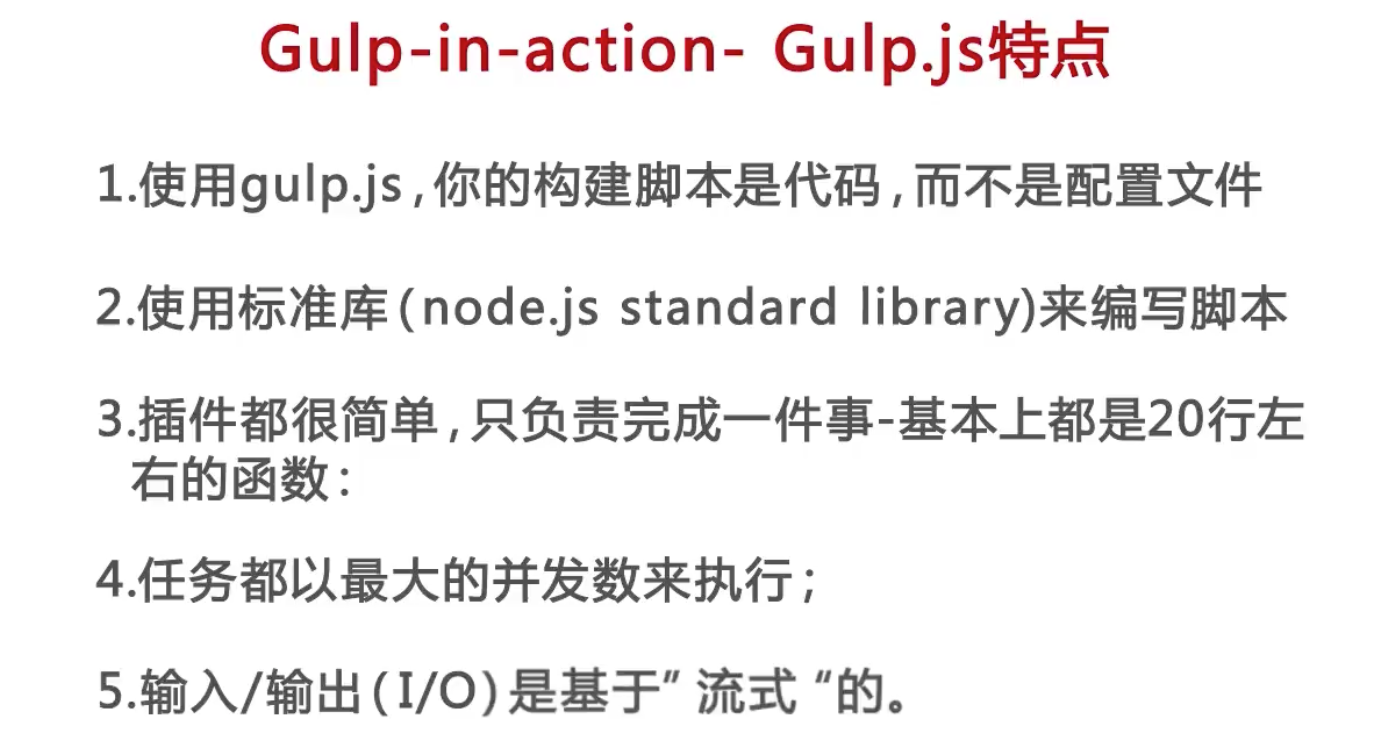 Gulp-in-action- Gulp.js特点
1.使用gulp.js,你的构建脚本是代码,而不是配置文件
2.使用标准库(node.js standard library)来编写脚本
3.插件都很简单,只负责完成一件事-基本上都是20行左
右的函数:
4.任务都以最大的并发数来执行;
5.输入/输出(I/O)是基于”流式“的。